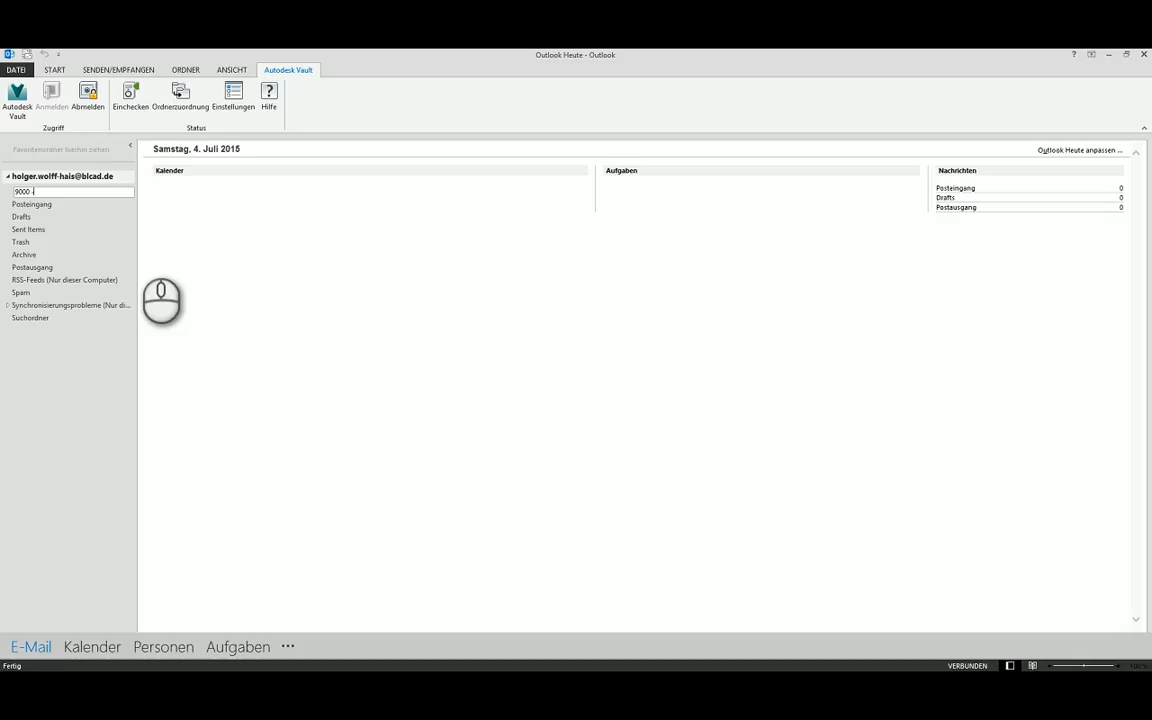 Outlook Heute - Outlook
?
DATEI START SENDEN/EMPFANGEN ORDNER ANSICHT Autodesk Vault
Autodesk Vault Anmelden Abmelden Einchecken Ordnerzuordnung Einstellungen Hilfe
Zugriff Status
Favoritenordner hierhin ziehen
holger.wolff-hais@blcad.de
9000 -
Posteingang
Drafts
Sent Items
Trash
Archive
Postausgang
RSS-Feeds (Nur dieser Computer)
Spam
Synchronisierungsprobleme (Nur di...
Suchordner
Samstag, 4. Juli 2015
Outlook Heute anpassen ...
Kalender Aufgaben Nachrichten
Posteingang 0
Drafts 0
Postausgang 0
E-Mail Kalender Personen Aufgaben ...
Fertig VERBUNDEN